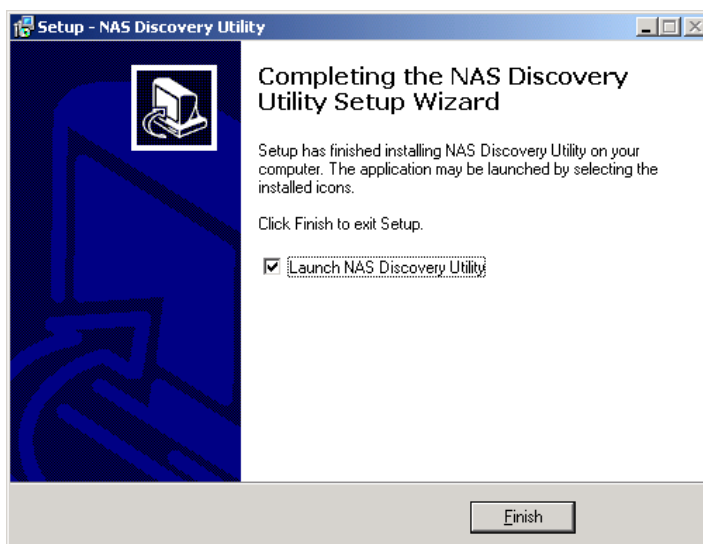 Setup - NAS Discovery Utility
Completing the NAS Discovery
Utility Setup Wizard
Setup has finished installing NAS Discovery Utility on your
computer. The application may be launched by selecting the
installed icons.
Click Finish to exit Setup.
Launch NAS Discovery Utility
Finish